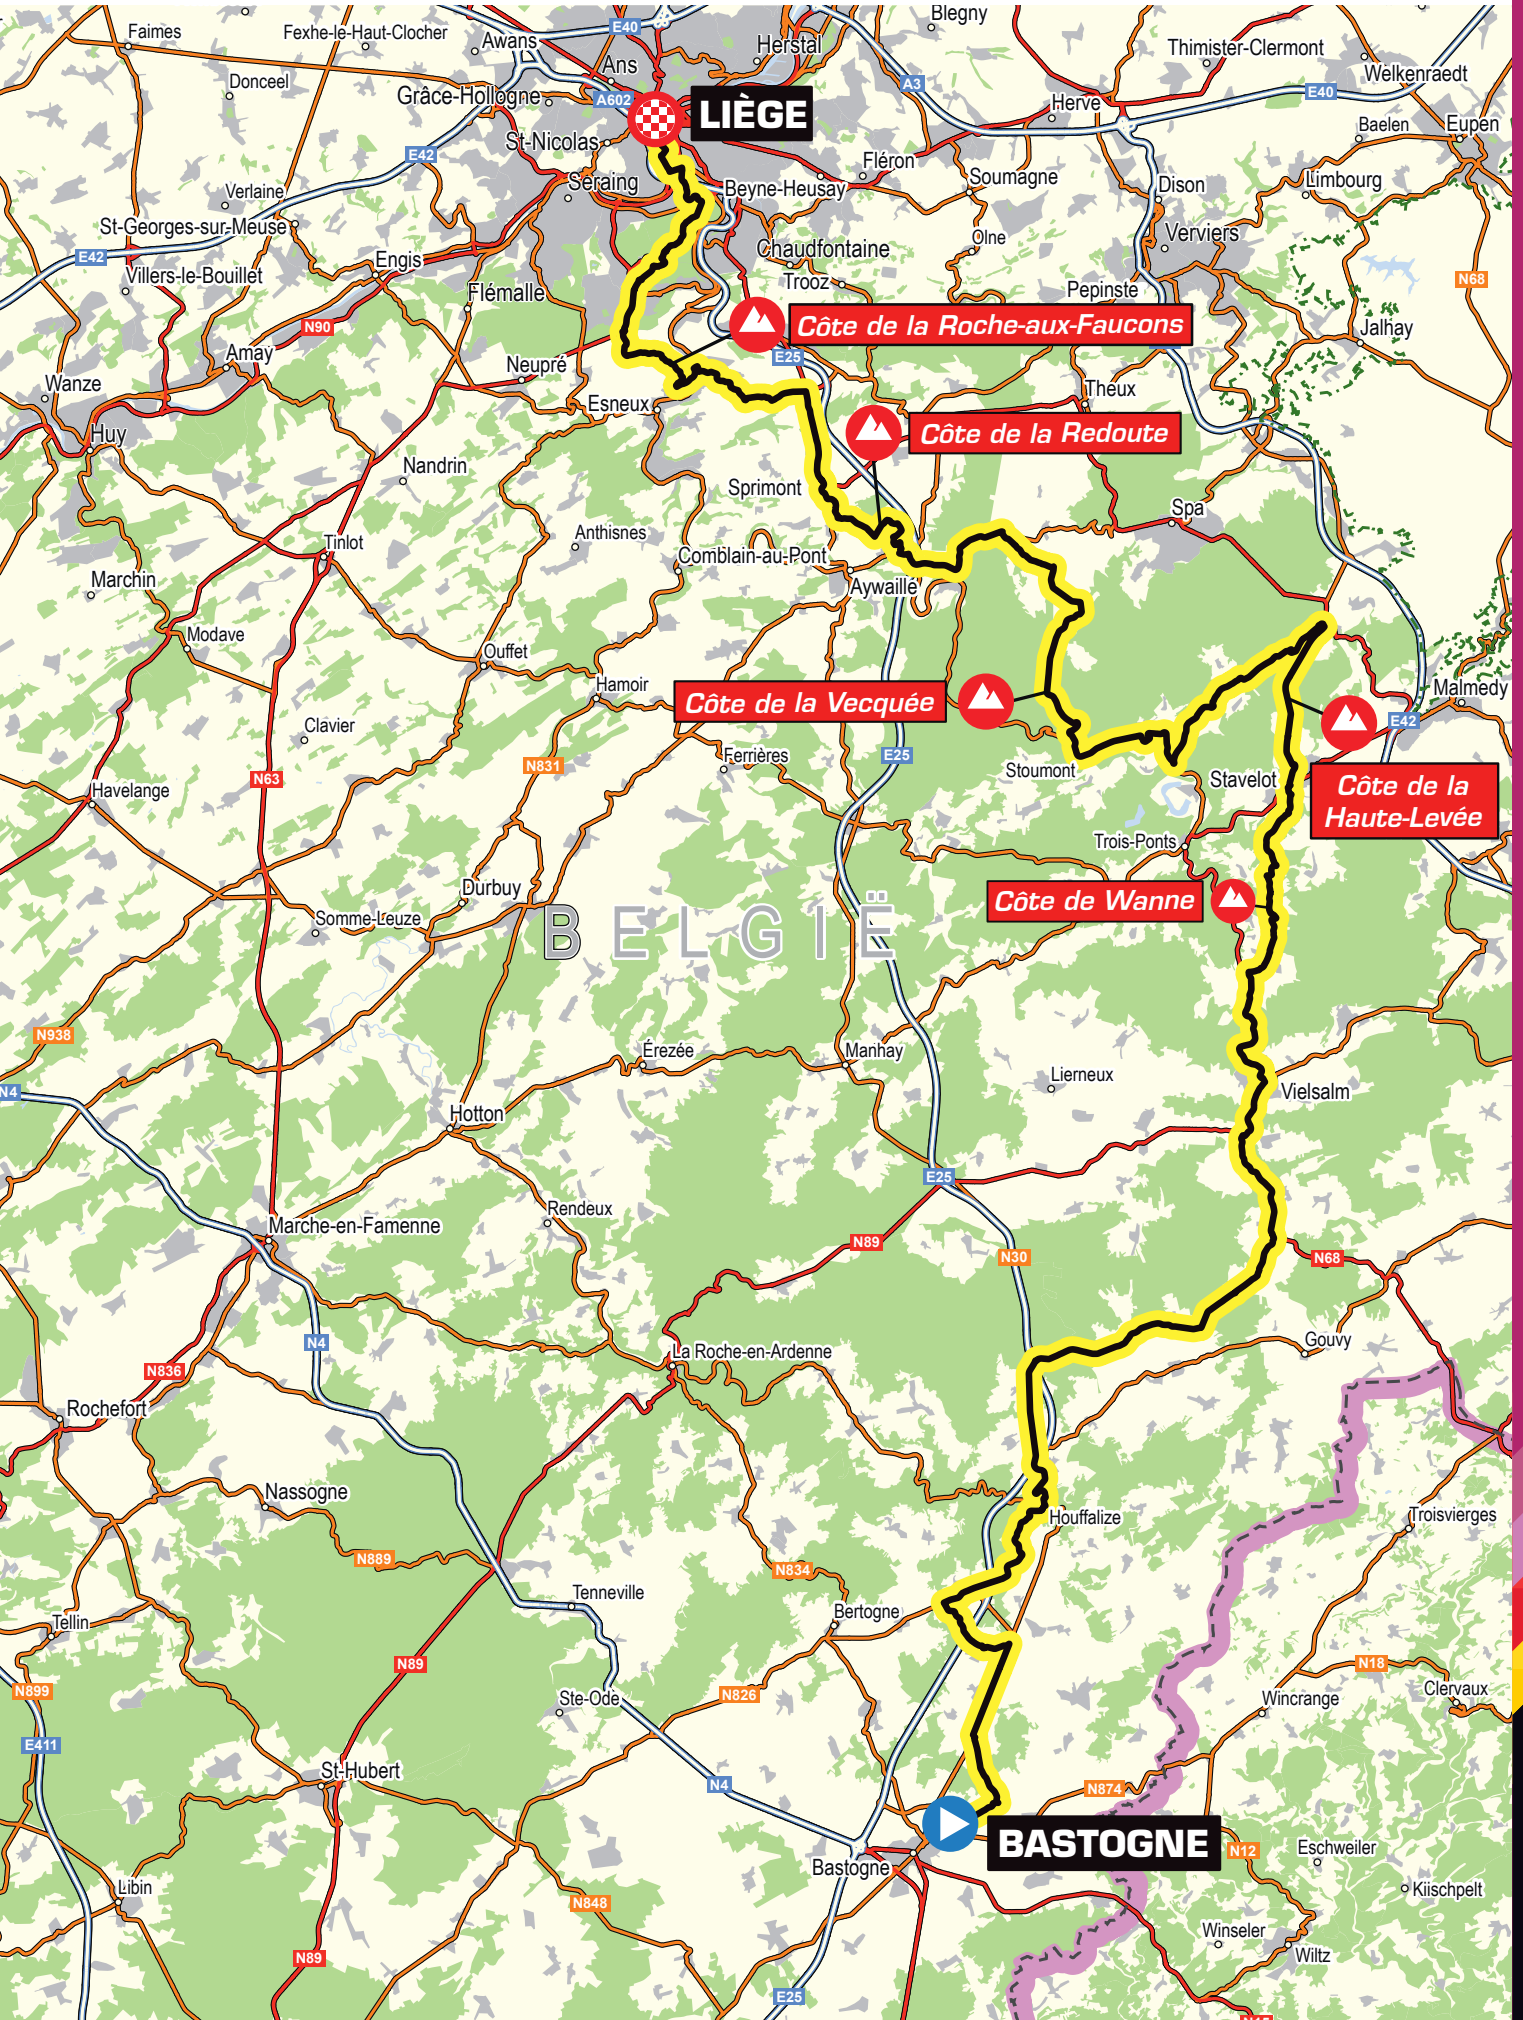 Blegny
Faimes
Fexhe-le-Haut-Clocher
Awans
E40
Herstal
Thimister-Clermont
Ans
Welkenraedt
Donceel
Grâce-Hollogne
A602
A3
E40
Herve
LIÈGE
St-Nicolas
Baelen
Eupen
E42
Fléron
Seraing
Beyne-Heusay
Soumagne
Dison
Limbourg
Verlaine
St-Georges-sur-Meuse
Olne
Verviers
E42
Engis
Chaudfontaine
Villers-le-Bouillet
Trooz
N68
Flémalle
Pepinste
N90
Côte de la Roche-aux-Faucons
Jalhay
Amay
Neupré
E25
Wanze
Theux
Esneux
Huy
Côte de la Redoute
Nandrin
Sprimont
Spa
Tinlot
Anthisnes
Comblain-au-Pont
Marchin
Aywaille
Modave
Ouffet
Hamoir
Côte de la Vecquée
Malmedy
Clavier
E42
Ferrières
E25
N831
Stoumont
N63
Stavelot
Havelange
Côte de la
Haute-Levée
Trois-Ponts
Durbuy
Côte de Wanne
Somme-Leuze
BELGIË
N938
Érezée
Manhay
Lierneux
N4
Vielsalm
Hotton
E25
Rendeux
Marche-en-Famenne
N89
N30
N68
N4
Gouvy
La Roche-en-Ardenne
N836
Rochefort
Nassogne
Houffalize
Troisvierges
N889
N834
Tenneville
Bertogne
Tellin
N89
N18
N899
Ste-Ode
N826
Wincrange
Clervaux
E411
St-Hubert
N4
N874
BASTOGNE
N12
Eschweiler
Bastogne
Libin
Kiischpelt
N848
Winseler
N89
Wiltz
E25